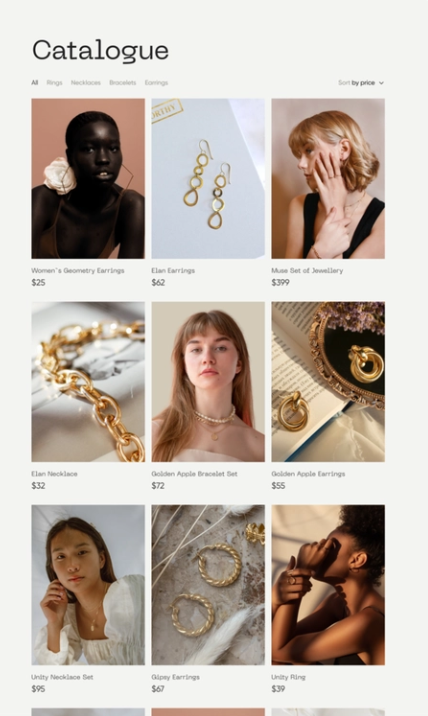 Catalogue
All Rings Necklaces Bracelets Earrings Sort by price
Women`s Geometry Earrings Elan Earrings Muse Set of Jewellery
$25 $62 $399
Elan Necklace Golden Apple Bracelet Set Golden Apple Earrings
$32 $72 $55
Unity Necklace Set Gipsy Earrings Unity Ring
$95 $67 $39